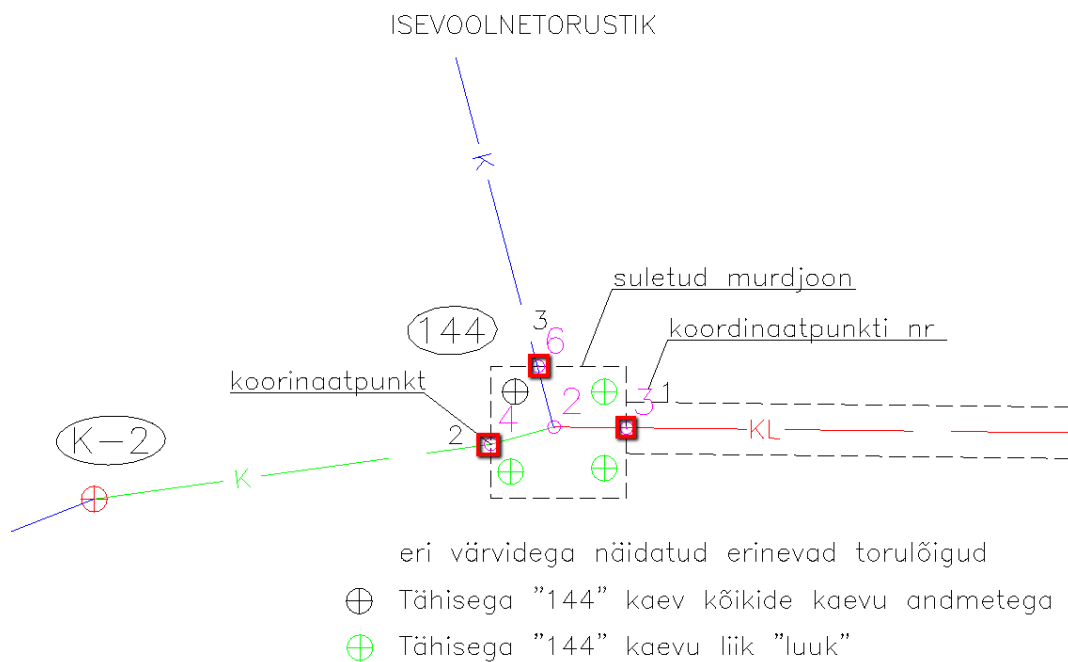 ISEVOOLNETORUSTIK
K
suletud murdjoon
144
3
6
koordinaatpunkti nr
koorinaatpunkt
4
2
3
1
K-2
2
KL
K
eri värvidega näidatud erinevad torulõigud
Tähisega "144" kaev kõikide kaevu andmetega
Tähisega "144" kaevu liik "luuk"